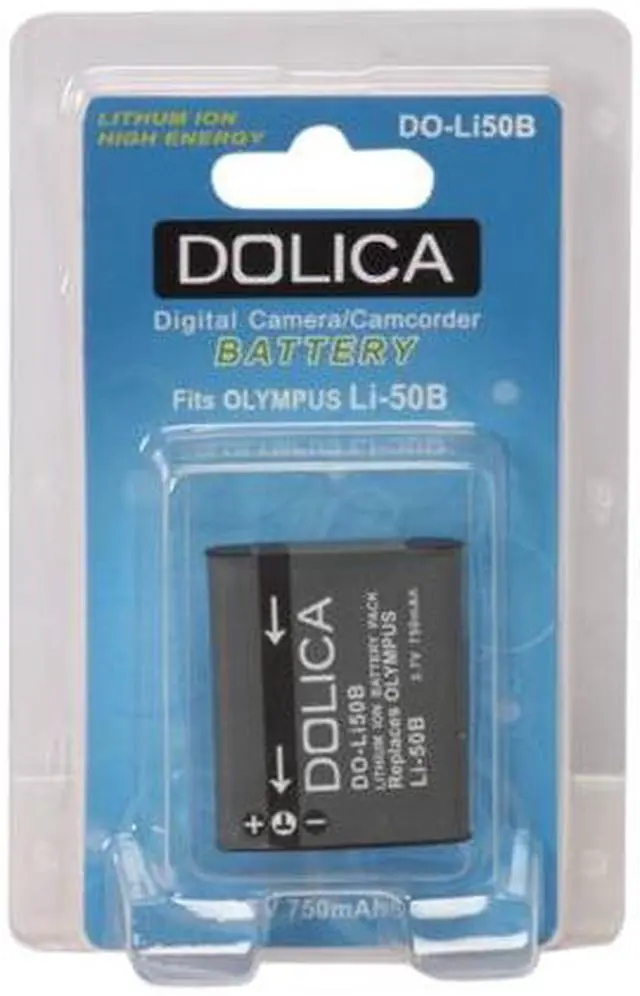 LITHIUM ION
HIGH ENERGY
DO-Li50B
DOLICA
Digital Camera/Camcorder
BATTERY
Fits OLYMPUS Li-50B
DOLICA
DO-Li50B
LITHIUM ION BATTERY PACK
Replaces OLYMPUS
Li-50B 3.7V 750mAh
+ -
V 750mAh